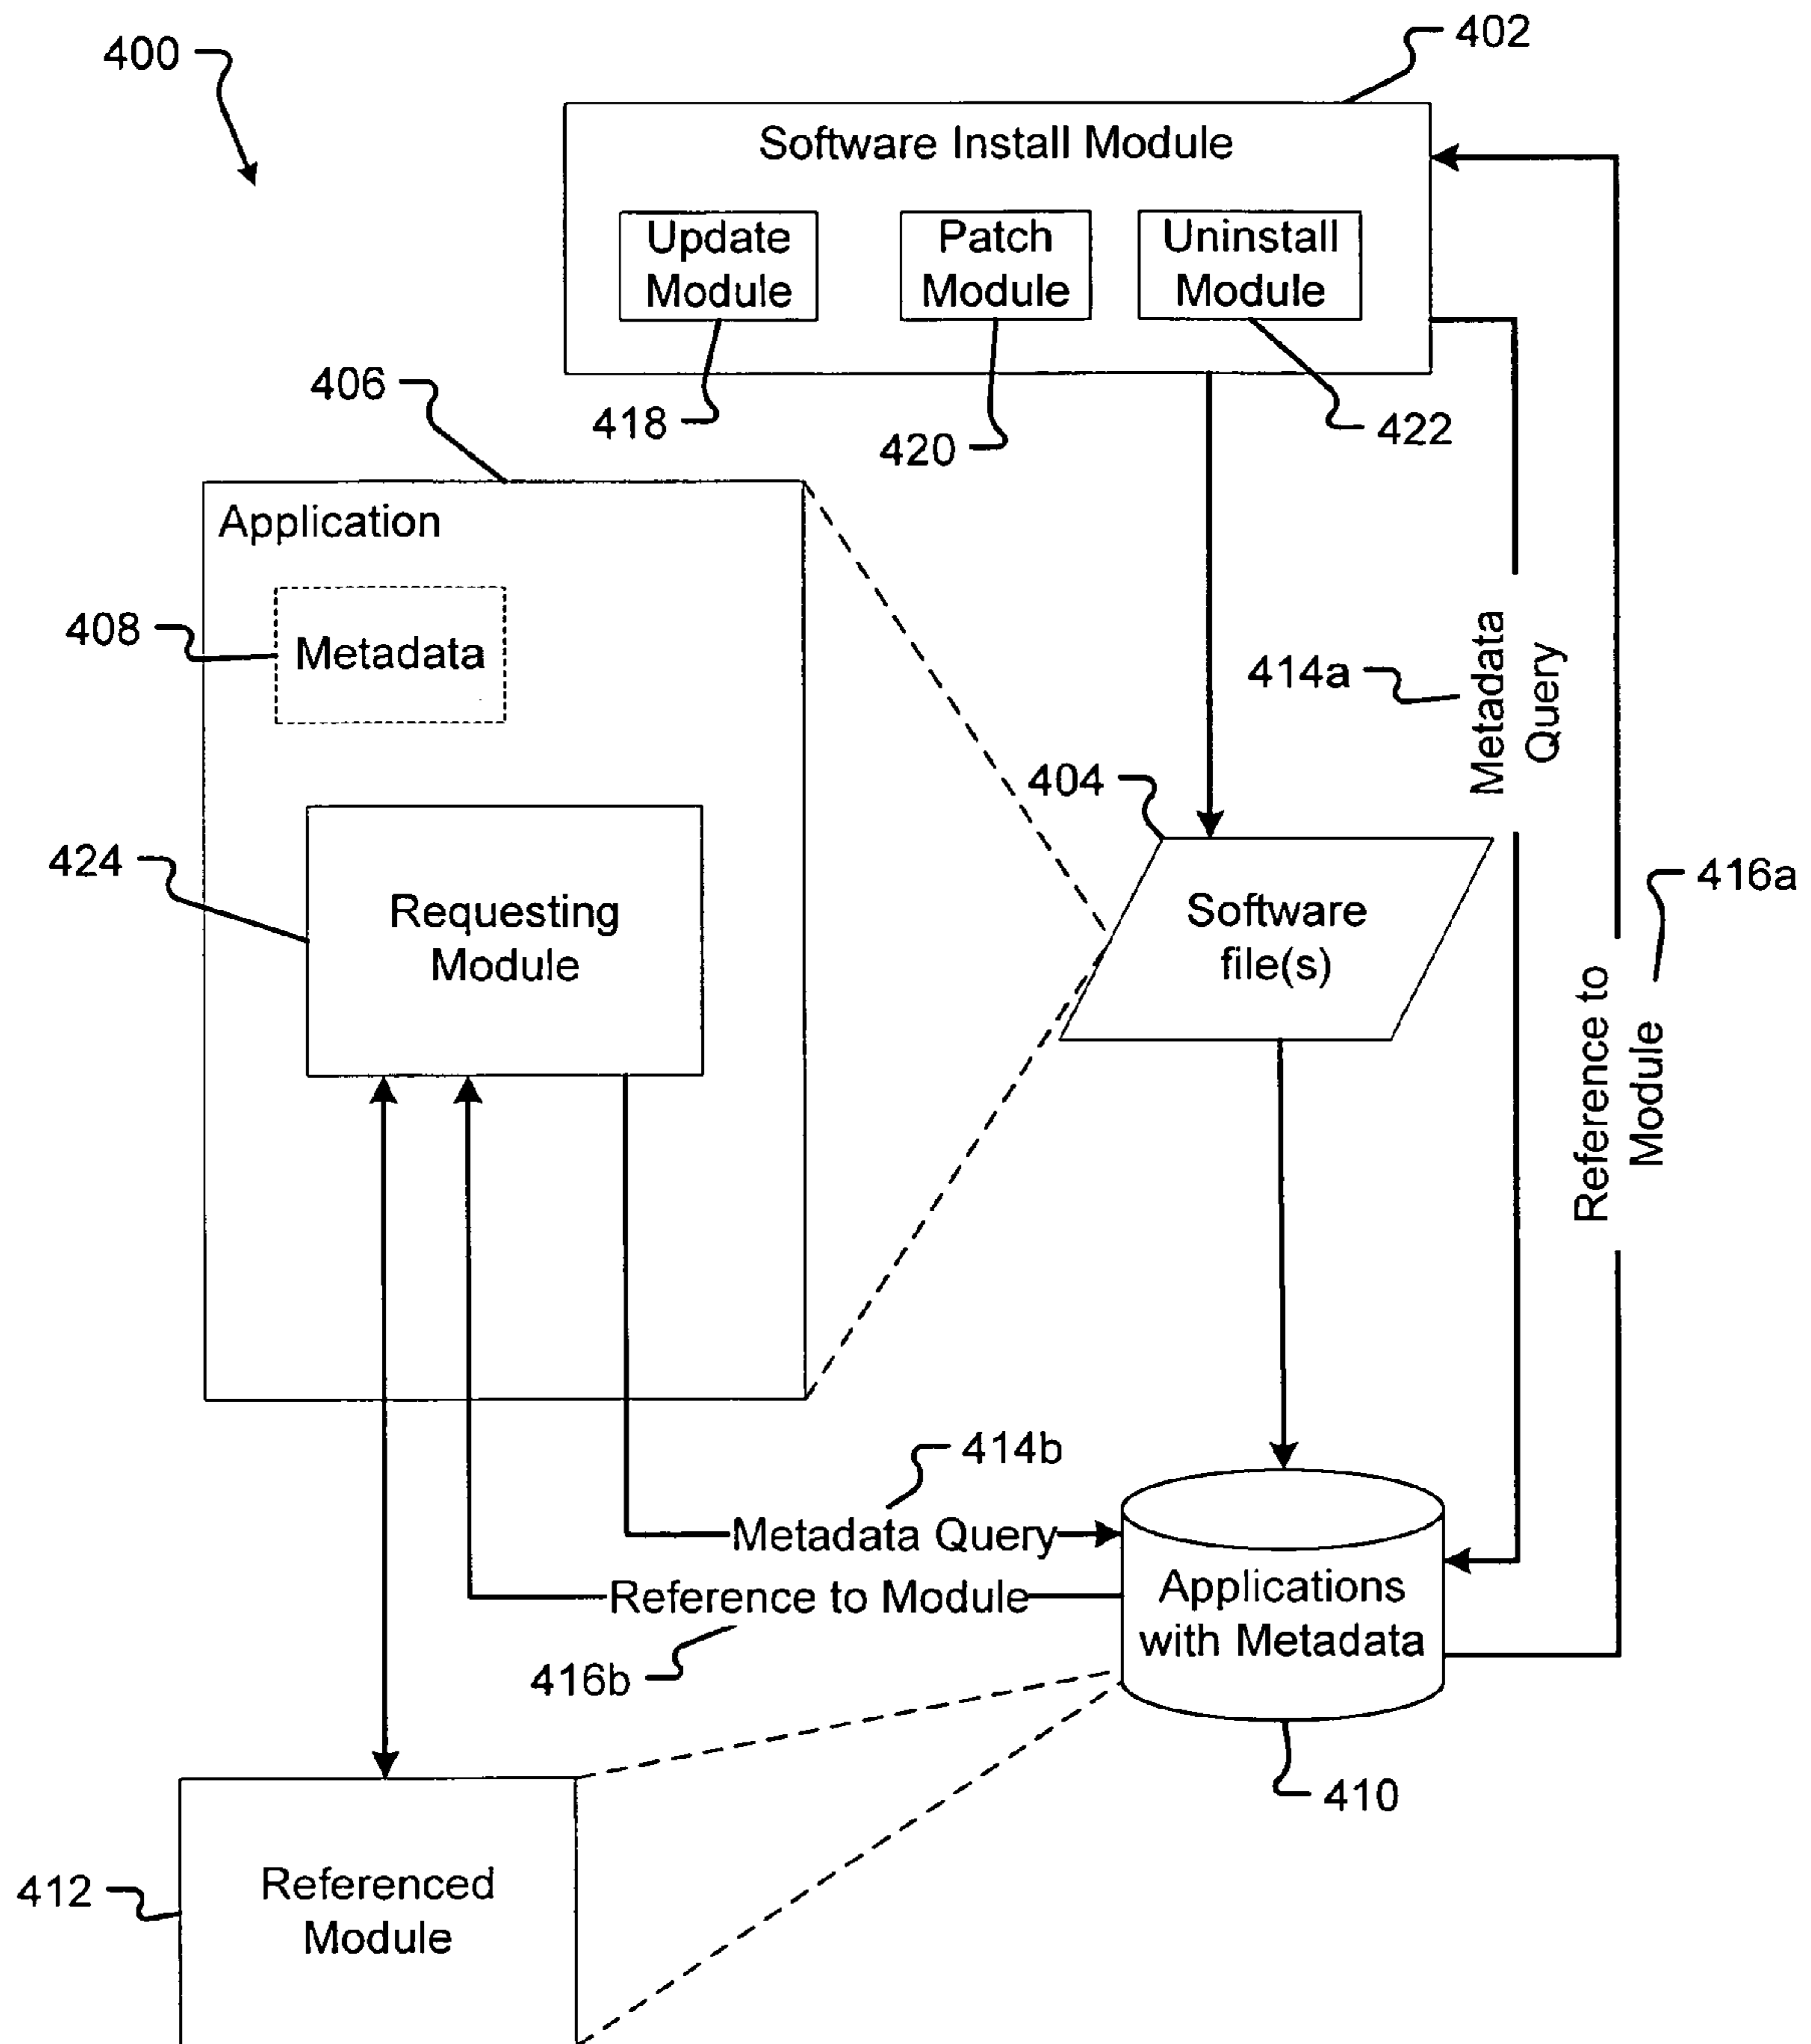 400
402
Software Install Module
Update
Module
Patch
Module
Uninstall
Module
418
420
422
406
Application
408
Metadata
414a
Metadata
Query
404
424
Requesting
Module
Software
file(s)
416a
Reference to
Module
414b
Metadata Query
Reference to Module
416b
Applications
with Metadata
410
412
Referenced
Module